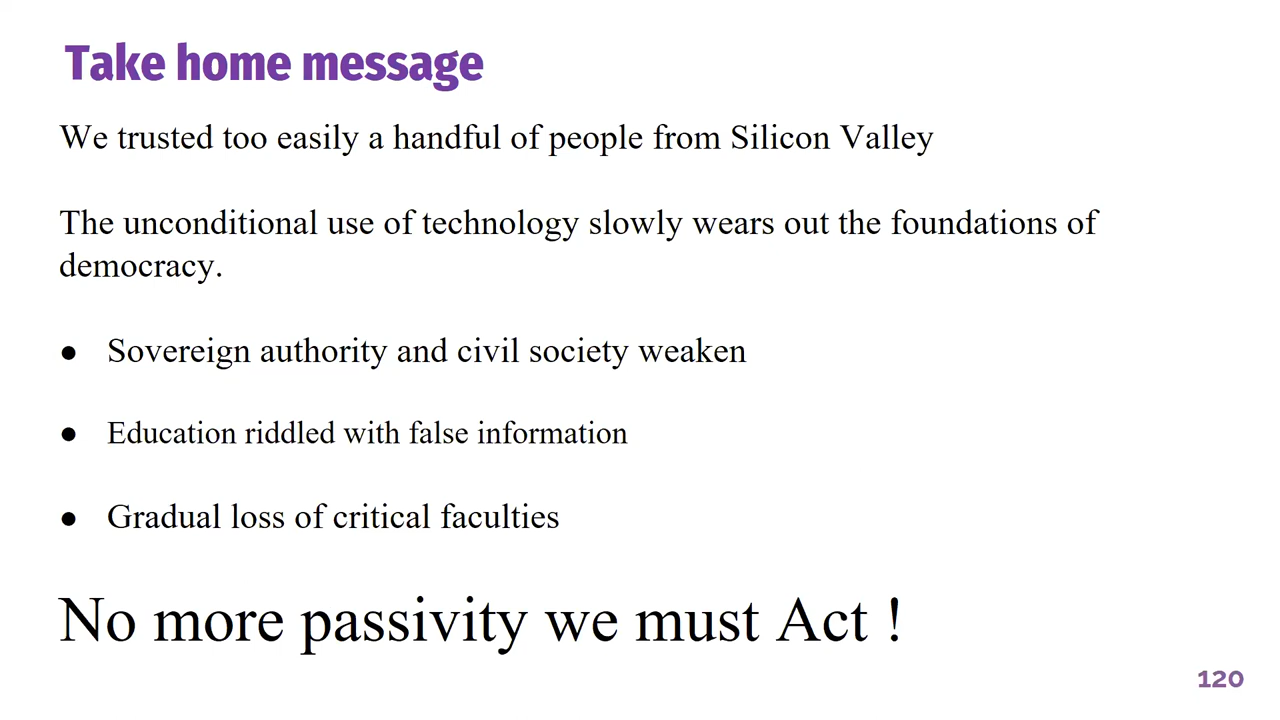 Take home message
We trusted too easily a handful of people from Silicon Valley
The unconditional use of technology slowly wears out the foundations of
democracy.
● Sovereign authority and civil society weaken
● Education riddled with false information
● Gradual loss of critical faculties
No more passivity we must Act !
120